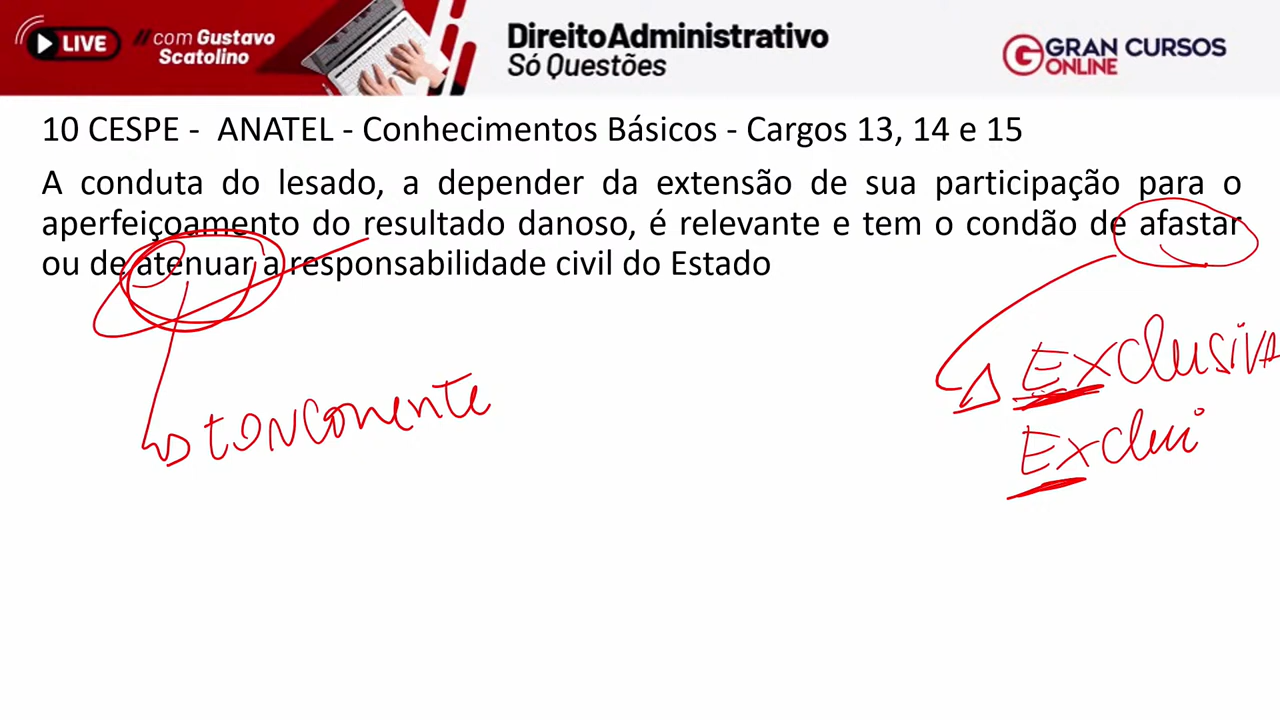 LIVE
// com Gustavo
Scatolino
Direito Administrativo
Só Questões
GRAN CURSOS
ONLINE
10 CESPE - ANATEL - Conhecimentos Básicos - Cargos 13, 14 e 15
A conduta do lesado, a depender da extensão de sua participação para o
aperfeiçoamento do resultado danoso, é relevante e tem o condão de afastar
ou de atenuar a responsabilidade civil do Estado
Exclusiva
concorrente
Exclui